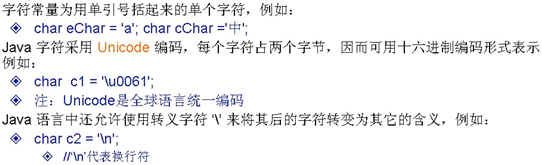 字符常量为用单引号括起来的单个字符，例如：
char eChar = 'a'; char cChar ='中';
Java 字符采用 Unicode 编码，每个字符占两个字节，因而可用十六进制编码形式表示
例如：
char c1 = '\u0061';
注：Unicode是全球语言统一编码
Java 语言中还允许使用转义字符 '\' 来将其后的字符转变为其它的含义，例如：
char c2 = '\n';
//'\n'代表换行符